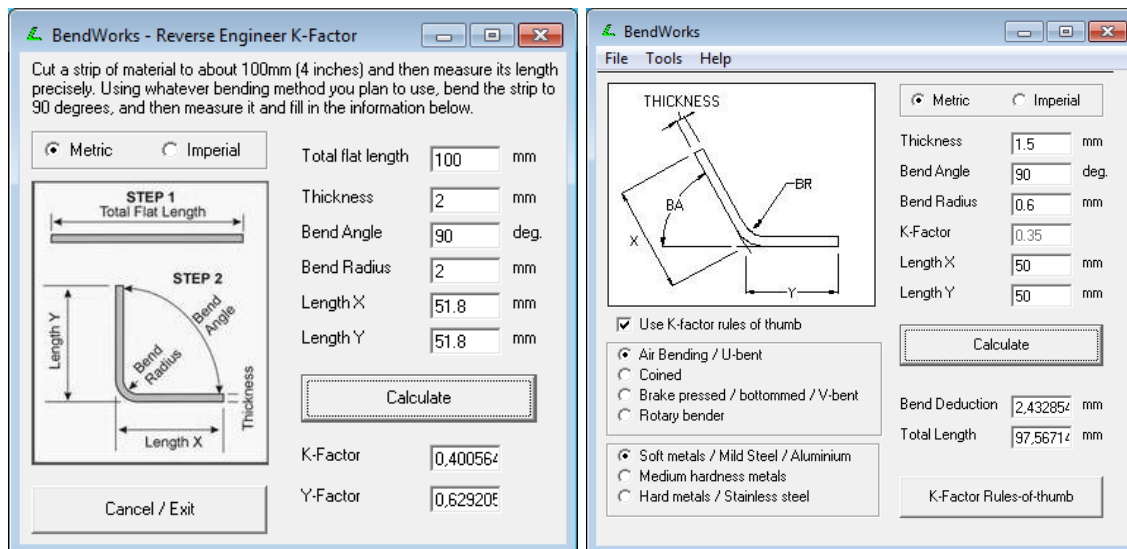 BendWorks - Reverse Engineer K-Factor
Cut a strip of material to about 100mm (4 inches) and then measure its length
precisely. Using whatever bending method you plan to use, bend the strip to
90 degrees, and then measure it and fill in the information below.
Metric Imperial
Total flat length 100 mm
Thickness 2 mm
Bend Angle 90 deg.
Bend Radius 2 mm
Length X 51.8 mm
Length Y 51.8 mm
STEP 1
Total Flat Length
STEP 2
Length Y
Bend
Angle
Bend
Radius
Thickness
Length X
Calculate
K-Factor 0,400564
Y-Factor 0,629205
Cancel / Exit
BendWorks
File Tools Help
THICKNESS
BR
BA
X
Y
Metric Imperial
Thickness 1.5 mm
Bend Angle 90 deg.
Bend Radius 0.6 mm
K-Factor 0.35
Length X 50 mm
Length Y 50 mm
Use K-factor rules of thumb
Air Bending / U-bent
Coined
Brake pressed / bottommed / V-bent
Rotary bender
Soft metals / Mild Steel / Aluminium
Medium hardness metals
Hard metals / Stainless steel
Calculate
Bend Deduction 2,432854 mm
Total Length 97,56714 mm
K-Factor Rules-of-thumb